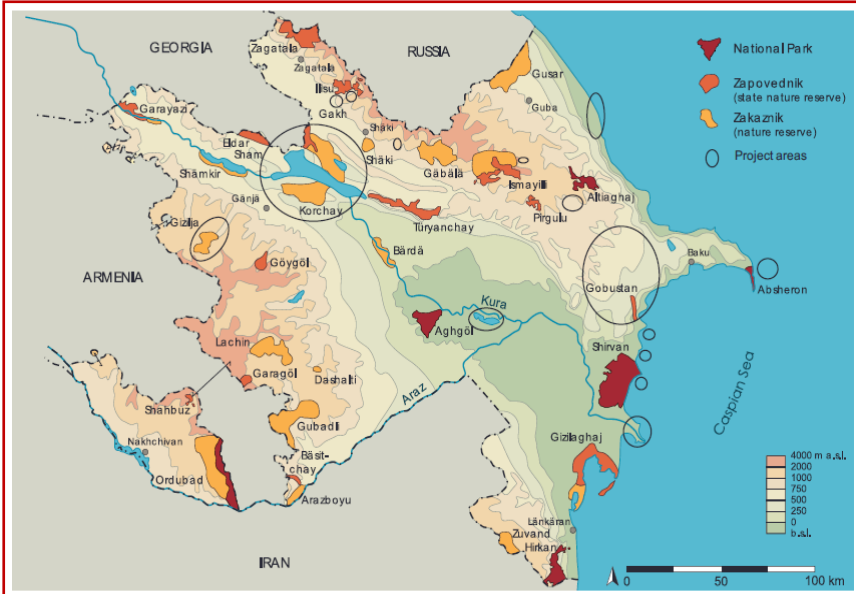 GEORGIA
RUSSIA
Zagatala
Zagatala
Ilisu
Gakh
Shäki
Shäki
Gusar
Guba
Garayazi
Eldar
Sham
Shämkir
Gänjä
Korchay
Gäbälä
Ismayilli
Pirgulu
Altiaghaj
Türyanchay
Gizilja
Göygöl
Bärdä
ARMENIA
Gobustan
Baku
Absheron
Kura
Aghgöl
Shirvan
Lachin
Garagöl
Dashalti
Araz
Shahbuz
Nakhchivan
Gubadli
Ordubad
Bäsit-
chay
Arazboyu
Gizilaghaj
Caspian Sea
Länkäran
Zuvand
Hirkan
IRAN
National Park
Zapovednik
(state nature reserve)
Zakaznik
(nature reserve)
Project areas
4000 m a.s.l.
2000
1000
750
500
250
0
b.s.l.
0 50 100 km